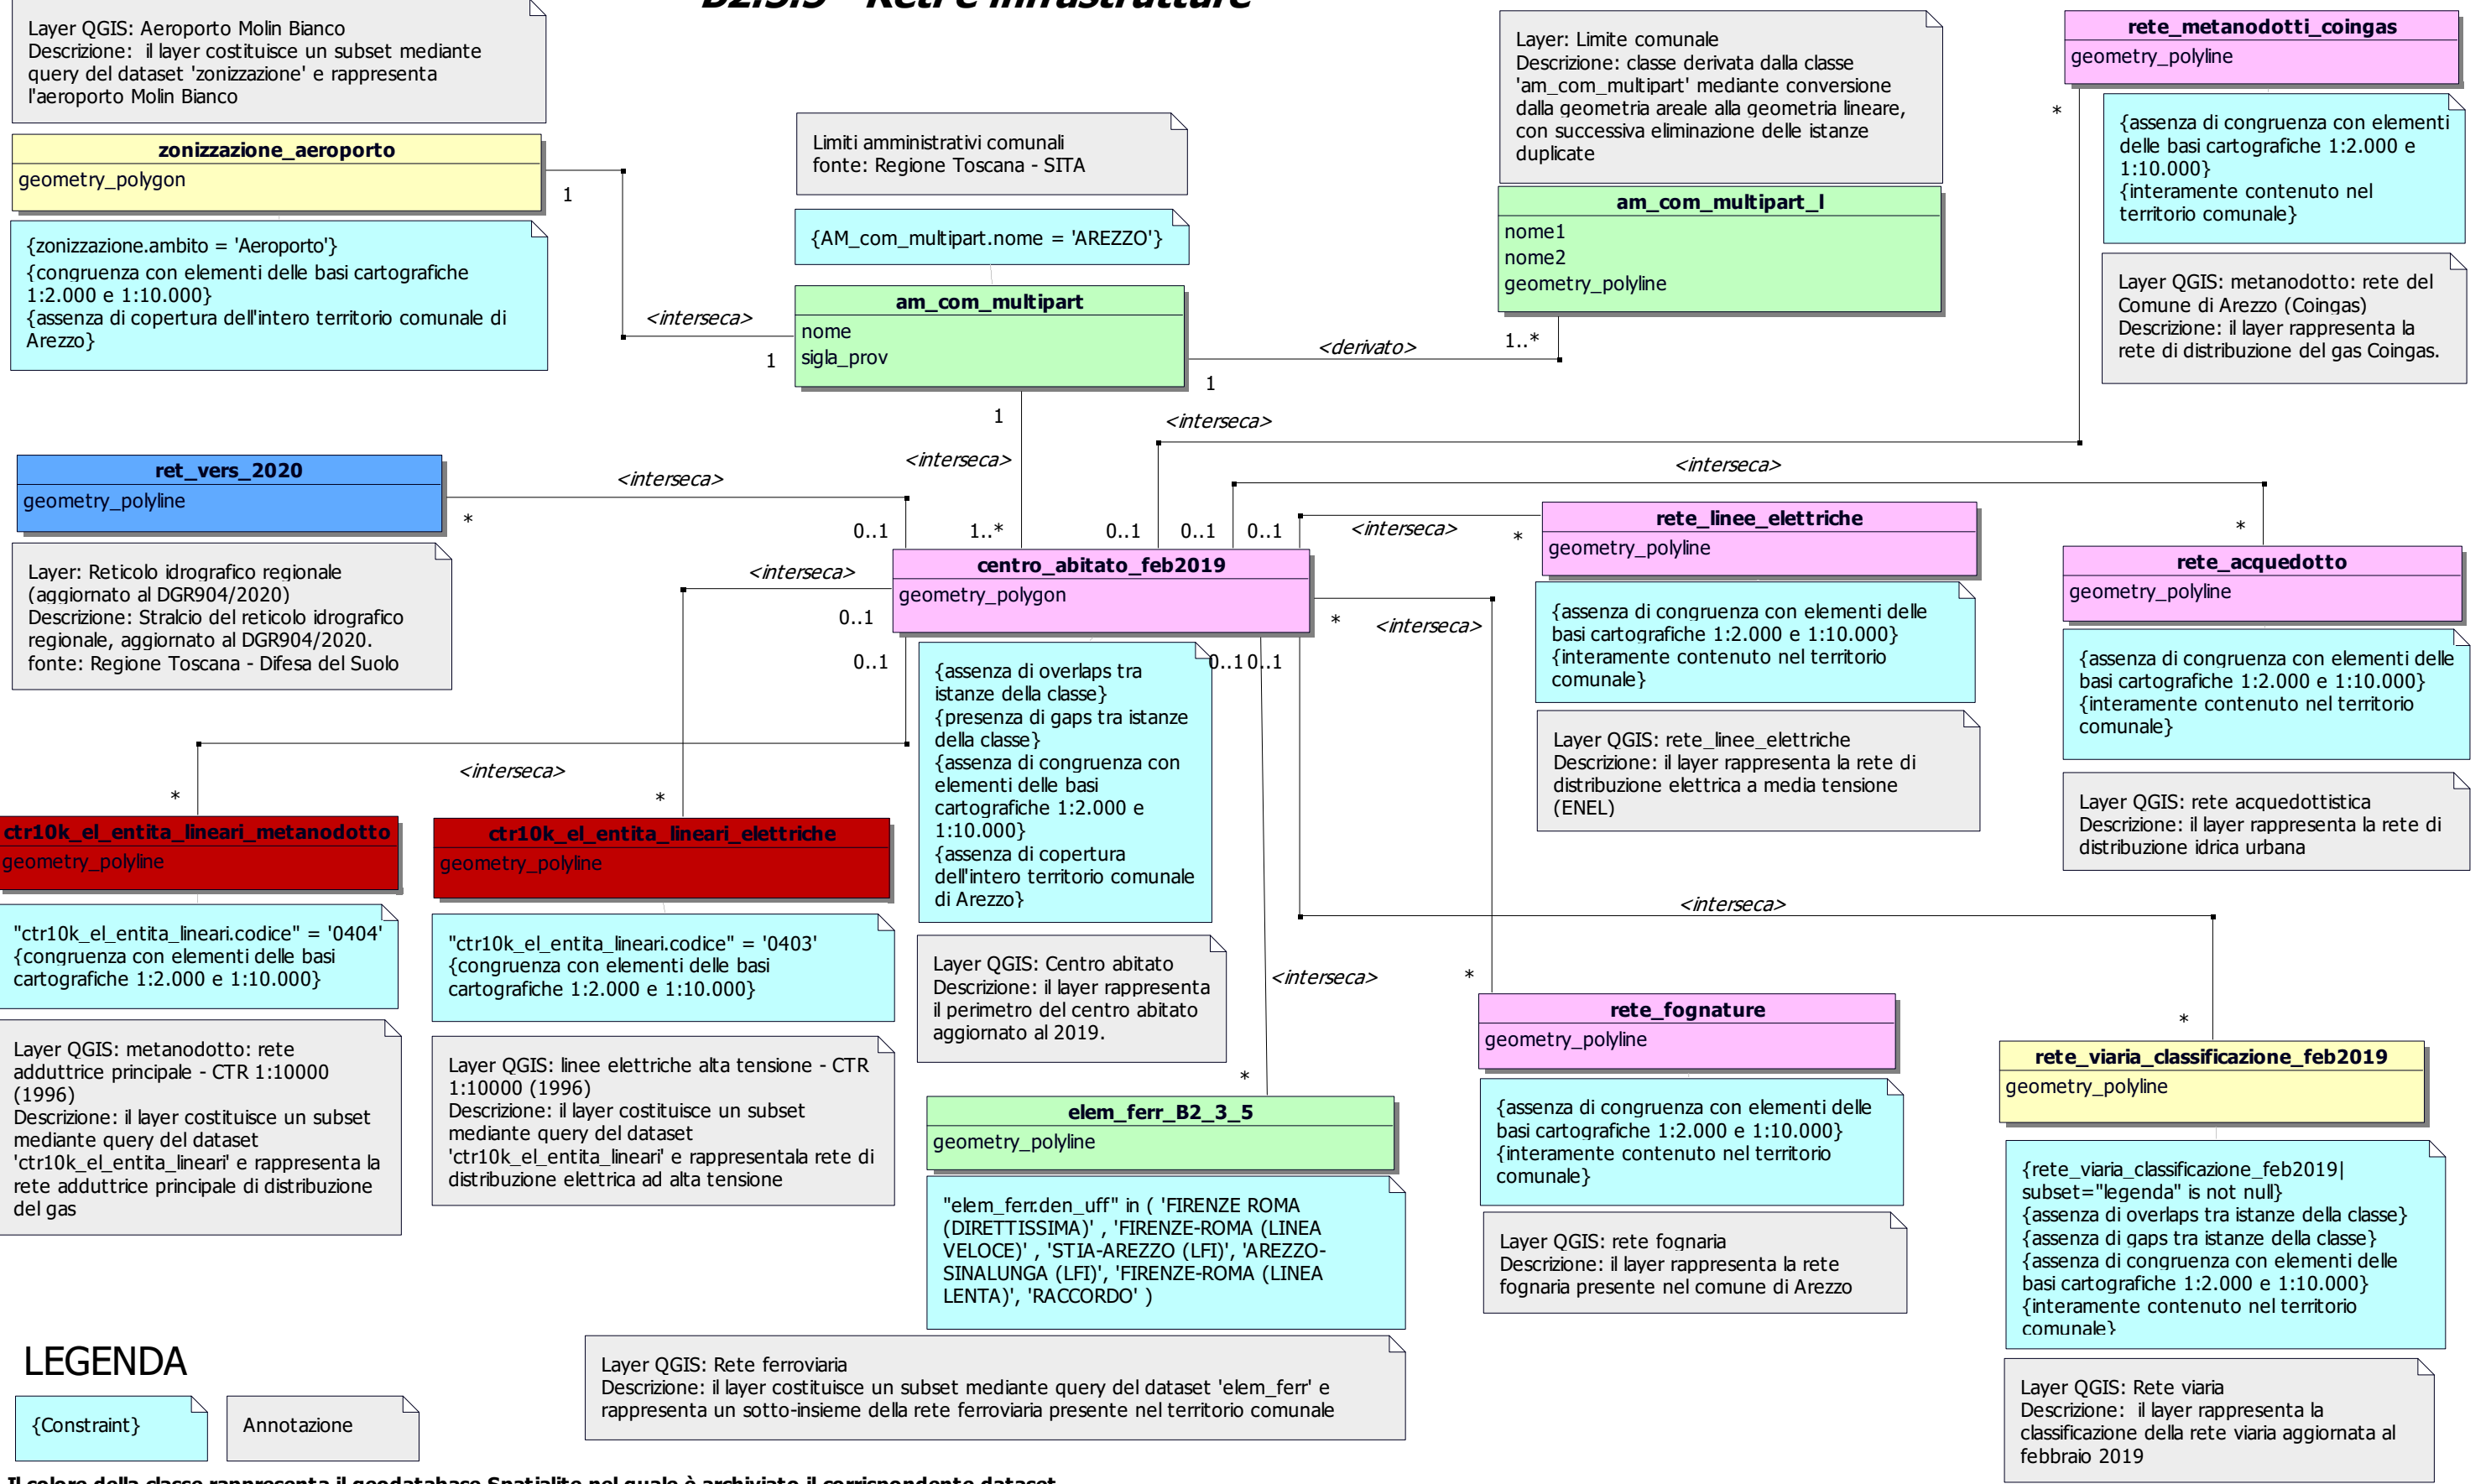 B2.3.5 - Reti e infrastrutture
Layer QGIS: Aeroporto Molin Bianco
Descrizione:  il layer costituisce un subset mediante
query del dataset 'zonizzazione' e rappresenta
l'aeroporto Molin Bianco
zonizzazione_aeroporto
geometry_polygon
1
{zonizzazione.ambito = 'Aeroporto'}
{congruenza con elementi delle basi cartografiche
1:2.000 e 1:10.000}
{assenza di copertura dell'intero territorio comunale di
Arezzo}
<interseca>
1
Limiti amministrativi comunali
fonte: Regione Toscana - SITA
{AM_com_multipart.nome = 'AREZZO'}
am_com_multipart
nome
sigla_prov
1
1
<derivato>
1..*
Layer: Limite comunale
Descrizione: classe derivata dalla classe
'am_com_multipart' mediante conversione
dalla geometria areale alla geometria lineare,
con successiva eliminazione delle istanze
duplicate
am_com_multipart_l
nome1
nome2
geometry_polyline
rete_metanodotti_coingas
geometry_polyline
*
{assenza di congruenza con elementi
delle basi cartografiche 1:2.000 e
1:10.000}
{interamente contenuto nel
territorio comunale}
Layer QGIS: metanodotto: rete del
Comune di Arezzo (Coingas)
Descrizione: il layer rappresenta la
rete di distribuzione del gas Coingas.
<interseca>
<interseca>
<interseca>
<interseca>
ret_vers_2020
geometry_polyline
*
Layer: Reticolo idrografico regionale
(aggiornato al DGR904/2020)
Descrizione: Stralcio del reticolo idrografico
regionale, aggiornato al DGR904/2020.
fonte: Regione Toscana - Difesa del Suolo
0..1
1..*
0..1
0..1
0..1
<interseca>
*
<interseca>
centro_abitato_feb2019
geometry_polygon
0..1
0..1
*
<interseca>
0..1
0..1
{assenza di overlaps tra
istanze della classe}
{presenza di gaps tra istanze
della classe}
{assenza di congruenza con
elementi delle basi
cartografiche 1:2.000 e
1:10.000}
{assenza di copertura
dell'intero territorio comunale
di Arezzo}
Layer QGIS: Centro abitato
Descrizione: il layer rappresenta
il perimetro del centro abitato
aggiornato al 2019.
rete_linee_elettriche
geometry_polyline
{assenza di congruenza con elementi delle
basi cartografiche 1:2.000 e 1:10.000}
{interamente contenuto nel territorio
comunale}
Layer QGIS: rete_linee_elettriche
Descrizione: il layer rappresenta la rete di
distribuzione elettrica a media tensione
(ENEL)
*
rete_acquedotto
geometry_polyline
{assenza di congruenza con elementi delle
basi cartografiche 1:2.000 e 1:10.000}
{interamente contenuto nel territorio
comunale}
Layer QGIS: rete acquedottistica
Descrizione: il layer rappresenta la rete di
distribuzione idrica urbana
<interseca>
*
*
ctr10k_el_entita_lineari_metanodotto
geometry_polyline
"ctr10k_el_entita_lineari.codice" = '0404'
{congruenza con elementi delle basi
cartografiche 1:2.000 e 1:10.000}
Layer QGIS: metanodotto: rete
adduttrice principale - CTR 1:10000
(1996)
Descrizione: il layer costituisce un subset
mediante query del dataset
'ctr10k_el_entita_lineari' e rappresenta la
rete adduttrice principale di distribuzione
del gas
ctr10k_el_entita_lineari_elettriche
geometry_polyline
"ctr10k_el_entita_lineari.codice" = '0403'
{congruenza con elementi delle basi
cartografiche 1:2.000 e 1:10.000}
Layer QGIS: linee elettriche alta tensione - CTR
1:10000 (1996)
Descrizione: il layer costituisce un subset
mediante query del dataset
'ctr10k_el_entita_lineari' e rappresentala rete di
distribuzione elettrica ad alta tensione
<interseca>
*
elem_ferr_B2_3_5
geometry_polyline
"elem_ferr.den_uff" in ( 'FIRENZE ROMA
(DIRETTISSIMA)' , 'FIRENZE-ROMA (LINEA
VELOCE)' , 'STIA-AREZZO (LFI)', 'AREZZO-
SINALUNGA (LFI)', 'FIRENZE-ROMA (LINEA
LENTA)', 'RACCORDO' )
Layer QGIS: Rete ferroviaria
Descrizione: il layer costituisce un subset mediante query del dataset 'elem_ferr' e
rappresenta un sotto-insieme della rete ferroviaria presente nel territorio comunale
*
rete_fognature
geometry_polyline
{assenza di congruenza con elementi delle
basi cartografiche 1:2.000 e 1:10.000}
{interamente contenuto nel territorio
comunale}
Layer QGIS: rete fognaria
Descrizione: il layer rappresenta la rete
fognaria presente nel comune di Arezzo
<interseca>
*
rete_viaria_classificazione_feb2019
geometry_polyline
{rete_viaria_classificazione_feb2019|
subset="legenda" is not null}
{assenza di overlaps tra istanze della classe}
{assenza di gaps tra istanze della classe}
{assenza di congruenza con elementi delle
basi cartografiche 1:2.000 e 1:10.000}
{interamente contenuto nel territorio
comunale}
Layer QGIS: Rete viaria
Descrizione:  il layer rappresenta la
classificazione della rete viaria aggiornata al
febbraio 2019
LEGENDA
{Constraint}
Annotazione
Il colore della classe rappresenta il geodatabase Spatialite nel quale è archiviato il corrispondente dataset